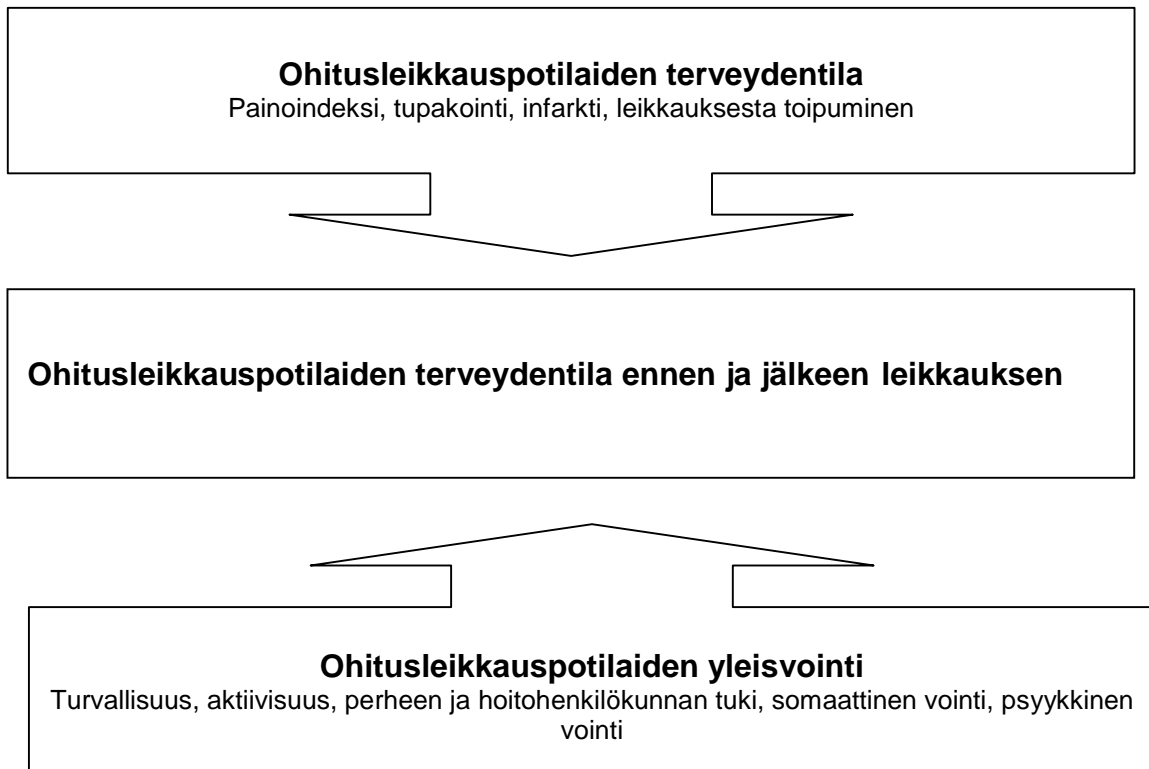 Ohitusleikkauspotilaiden terveydentila
Painoindeksi, tupakointi, infarkti, leikkauksesta toipuminen
Ohitusleikkauspotilaiden terveydentila ennen ja jälkeen leikkauksen
Ohitusleikkauspotilaiden yleisvointi
Turvallisuus, aktiivisuus, perheen ja hoitohenkilökunnan tuki, somaattinen vointi, psyykkinen
vointi